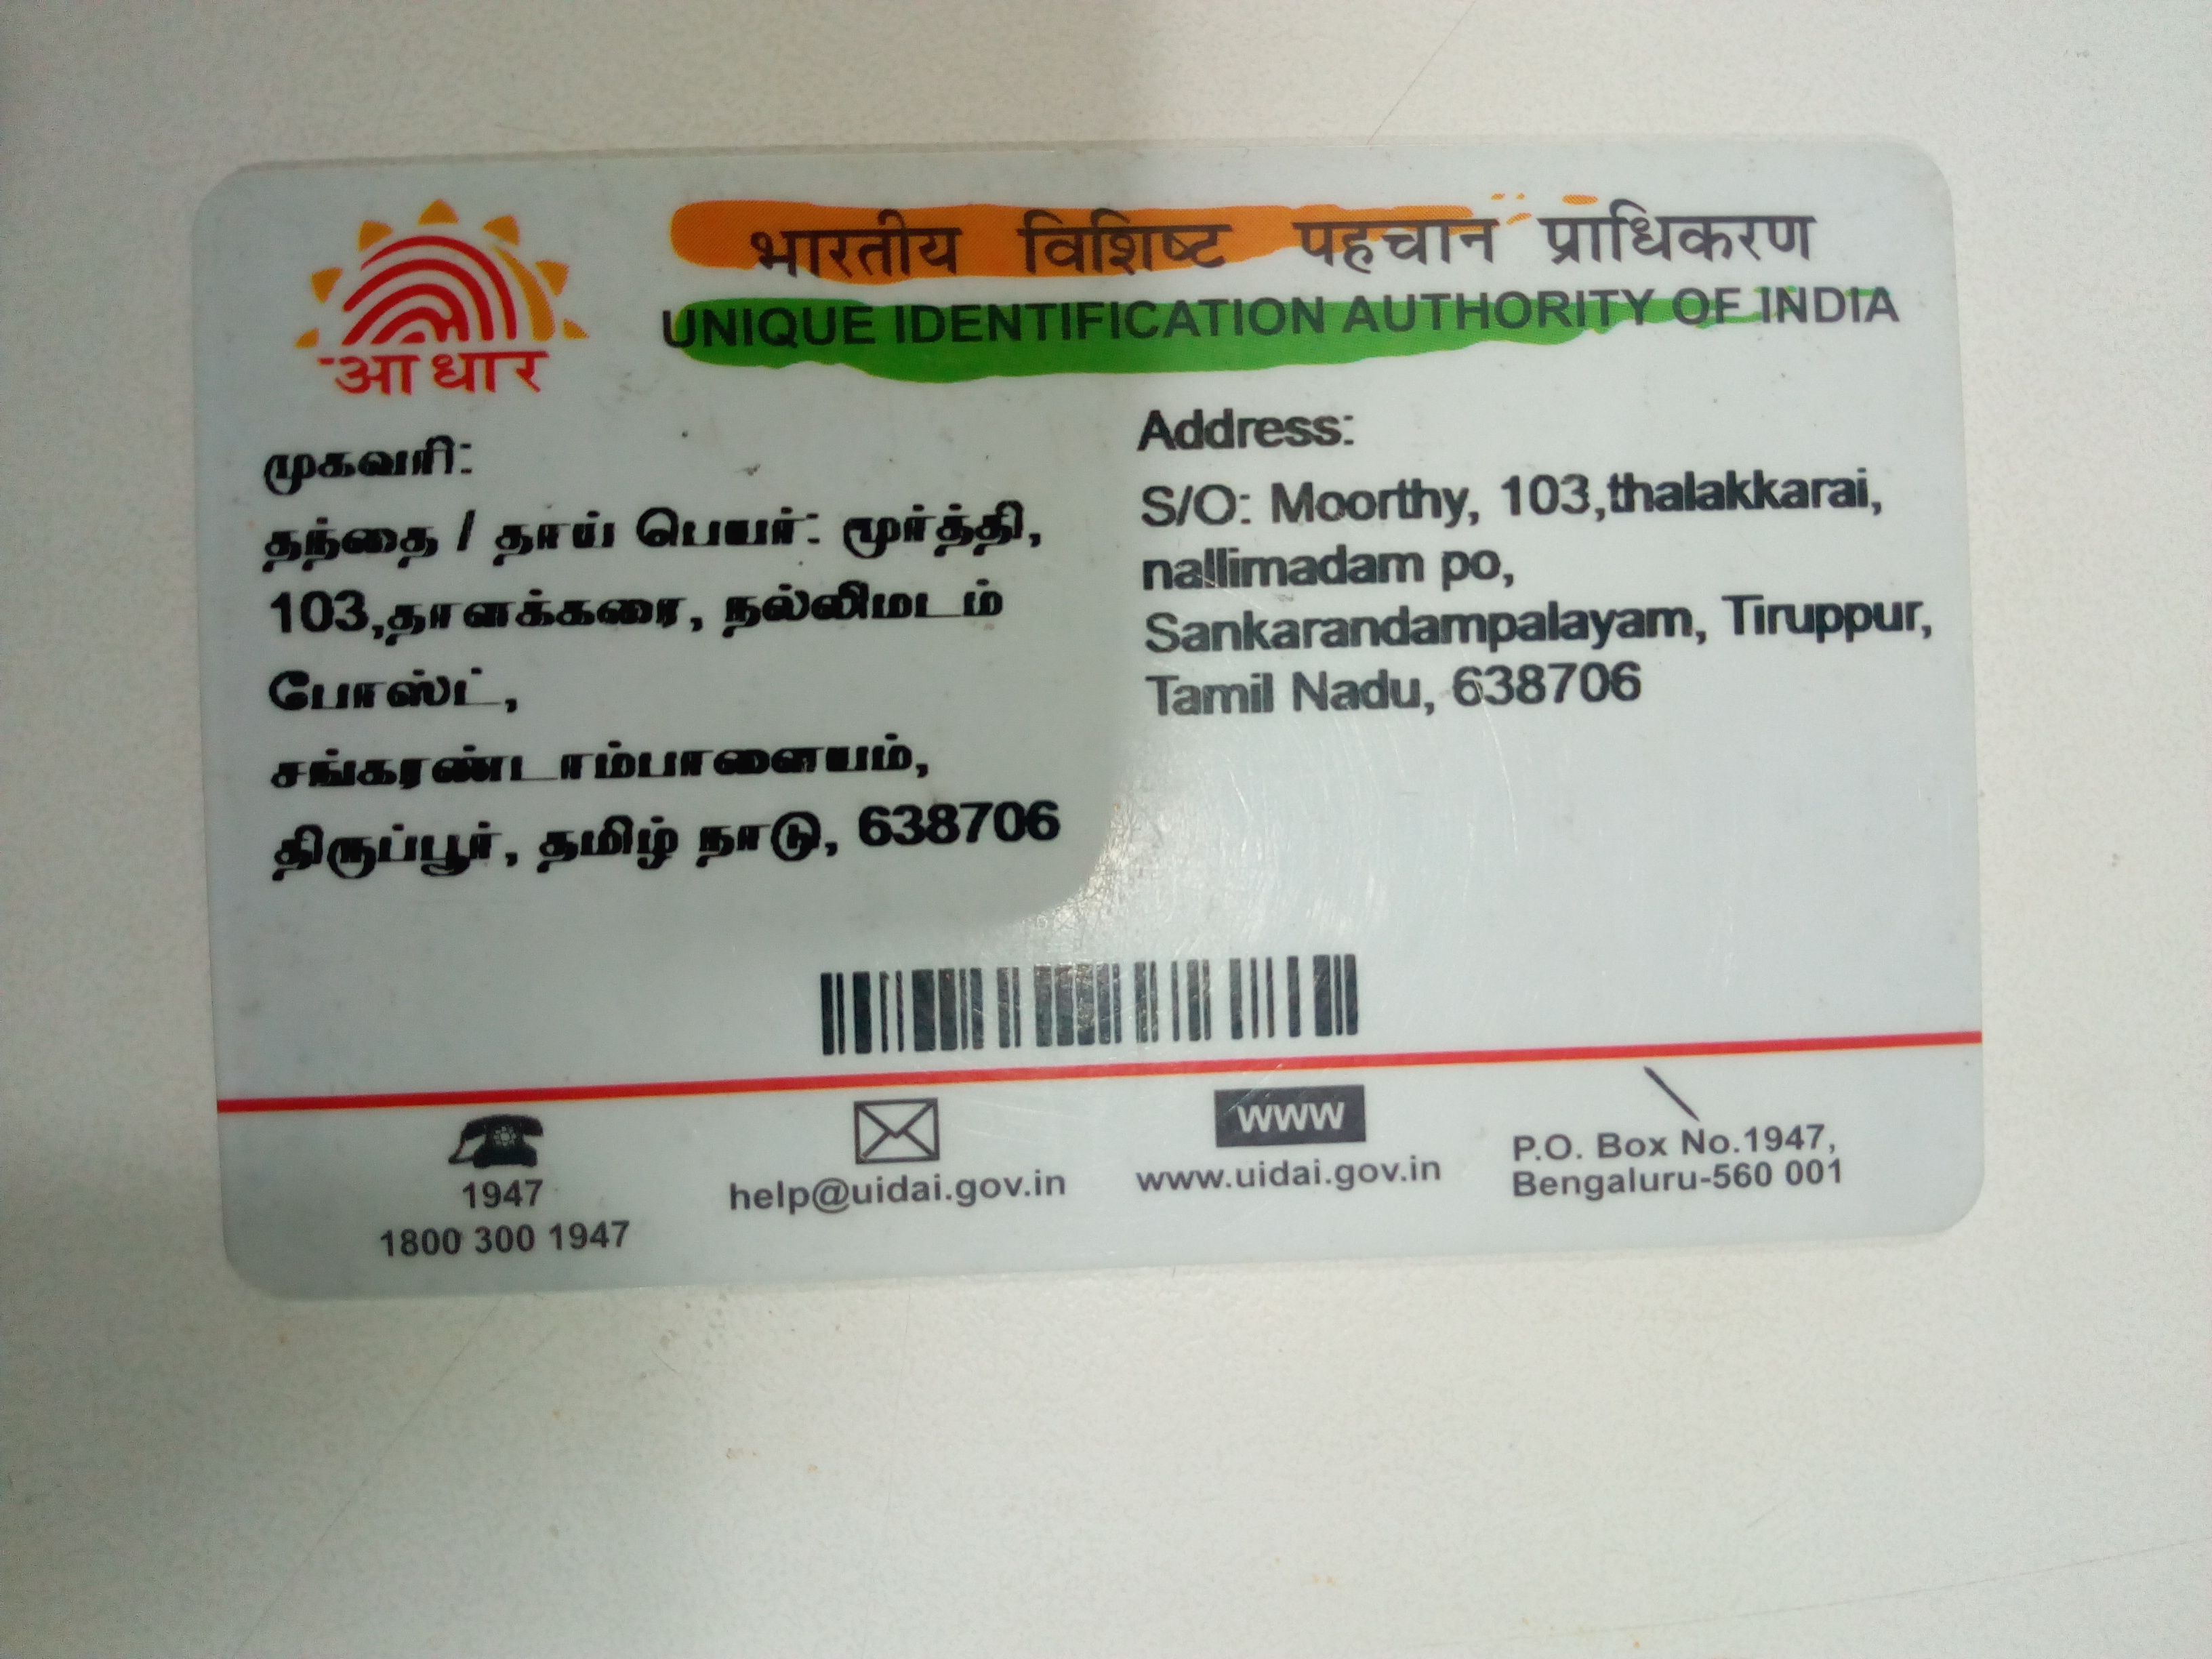 भारतीय विशिष्ट पहचान प्राधिकरण
UNIQUE IDENTIFICATION AUTHORITY OF INDIA
आधार
முகவரி:
தந்தை / தாய் பெயர்: மூர்த்தி,
103,தாளக்கரை, நல்லிமடம்
போஸ்ட்,
சங்கரண்டாம்பாளையம்,
திருப்பூர், தமிழ் நாடு, 638706
Address:
S/O: Moorthy, 103,thalakkarai,
nallimadam po,
Sankarandampalayam, Tiruppur,
Tamil Nadu, 638706
1947
1800 300 1947
help@uidai.gov.in
WWW
www.uidai.gov.in
P.O. Box No.1947,
Bengaluru-560 001